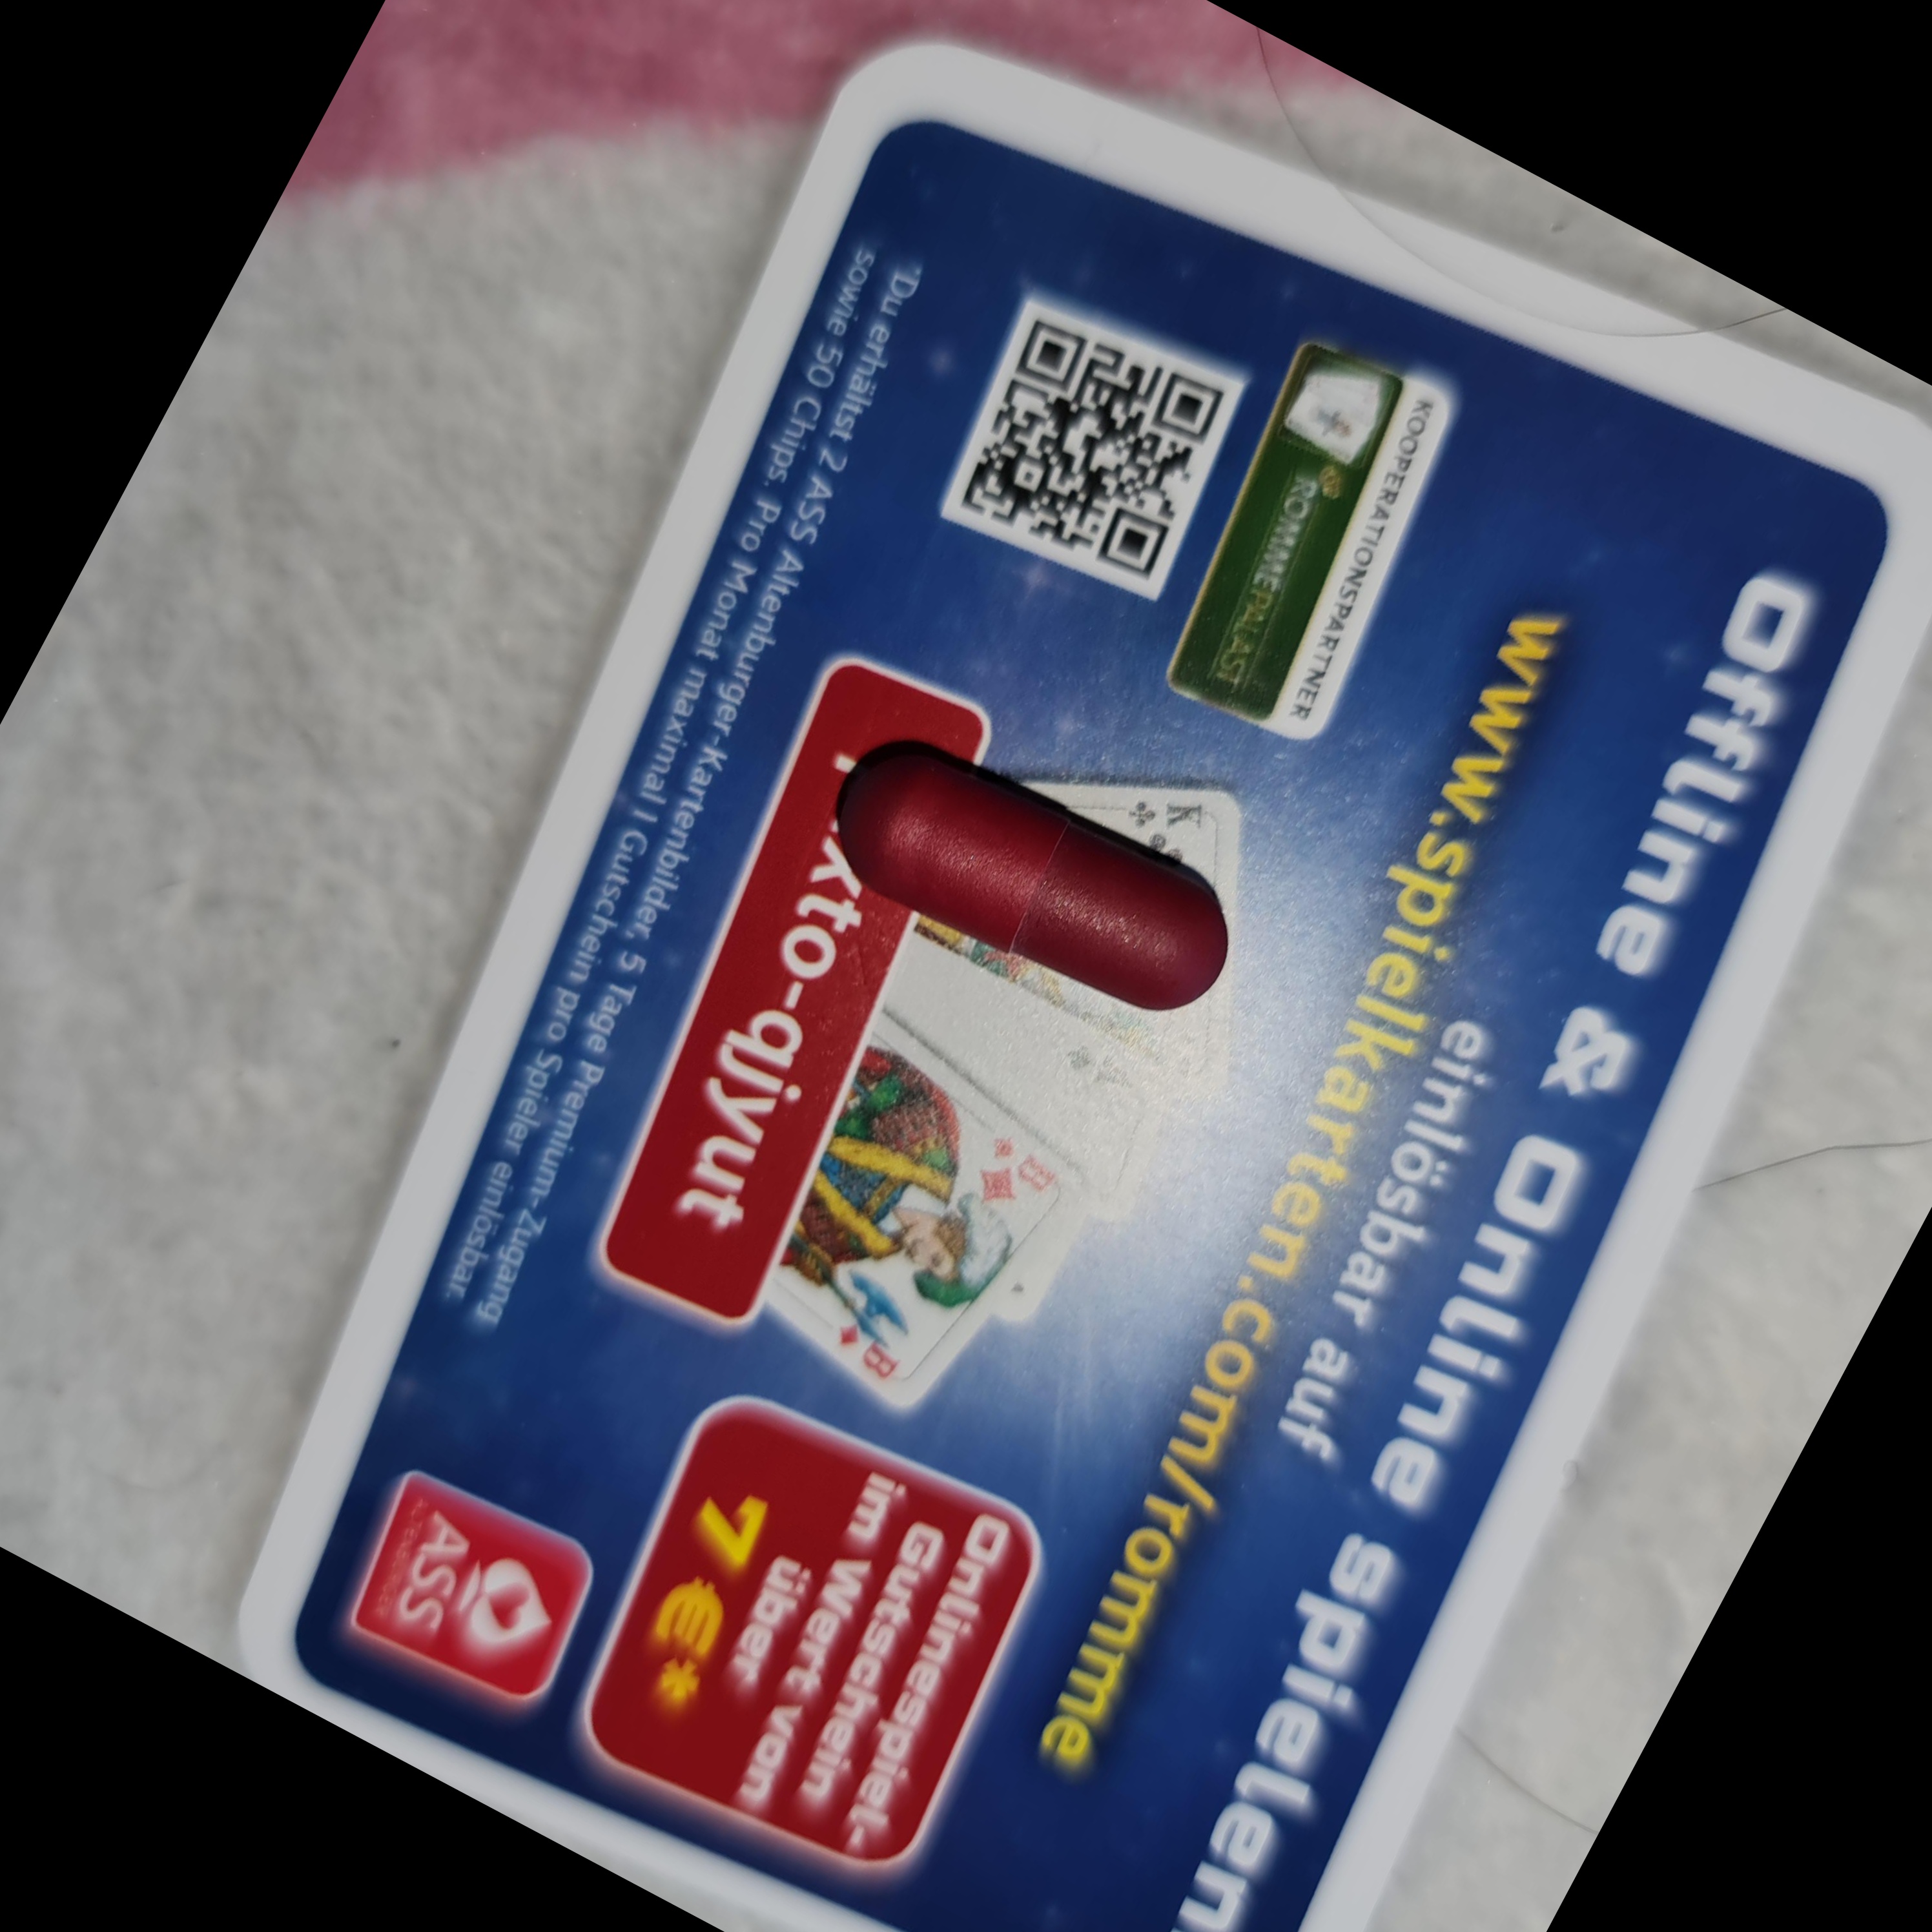 Offline & Online spielen
einlösbar auf
www.spielkarten.com/romme
KOOPERATIONSPARTNER
ROMMÉPALAST
K
B
B
Onlinespiel-
Gutschein
im Wert von
über
7 €*
*Du erhältst 2 ASS Altenburger-Kartenbilder, 5 Tage Premium-Zugang
sowie 50 Chips. Pro Monat maximal 1 Gutschein pro Spieler einlösbar.
ASS